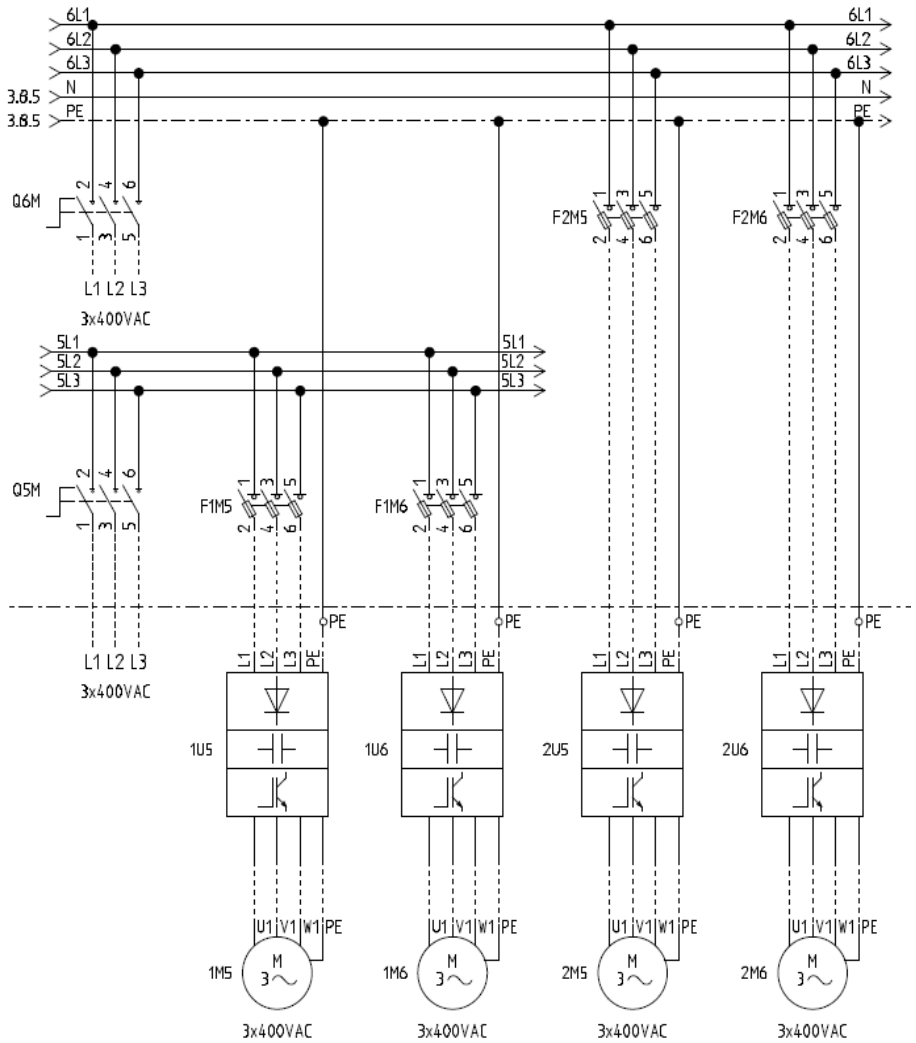 6L1 6L1
6L2 6L2
6L3 6L3
3.8.5 N N
3.8.5 PE PE
Q6M 2 4 6
1 3 5
F2M5 1 3 5
2 4 6
F2M6 1 3 5
2 4 6
L1 L2 L3
3x400VAC
5L1 5L1
5L2 5L2
5L3 5L3
Q5M 2 4 6
1 3 5
F1M5 1 3 5
2 4 6
F1M6 1 3 5
2 4 6
PE PE PE PE
L1 L2 L3
3x400VAC
L1 L2 L3 PE L1 L2 L3 PE L1 L2 L3 PE L1 L2 L3 PE
1U5 1U6 2U5 2U6
U1 V1 W1 PE U1 V1 W1 PE U1 V1 W1 PE U1 V1 W1 PE
1M5 M 3 ~ 1M6 M 3 ~ 2M5 M 3 ~ 2M6 M 3 ~
3x400VAC 3x400VAC 3x400VAC 3x400VAC